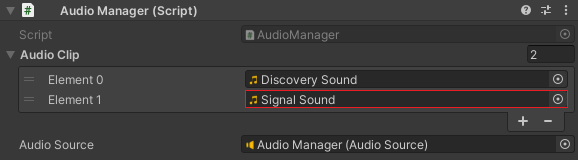 Audio Manager (Script)
Script AudioManager
Audio Clip 2
Element 0 Discovery Sound
Element 1 Signal Sound
Audio Source Audio Manager (Audio Source)